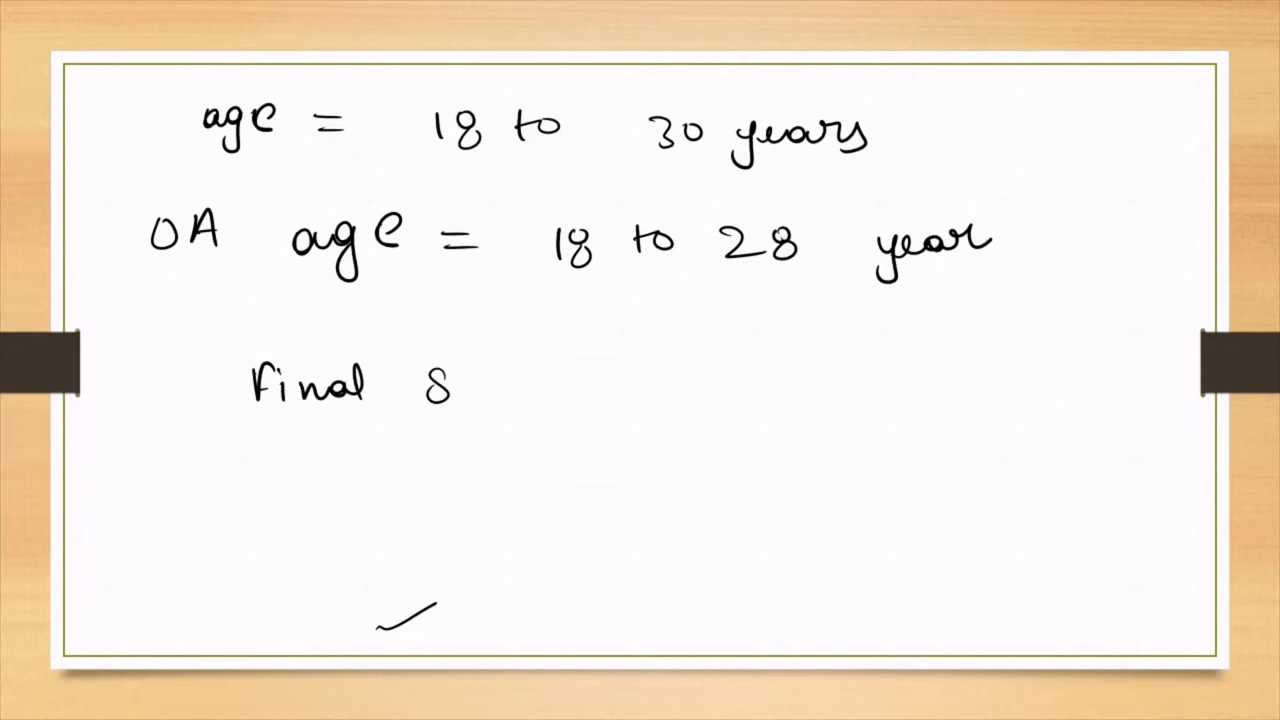 age = 18 to 30 years
OA age = 18 to 28 year
Final 8